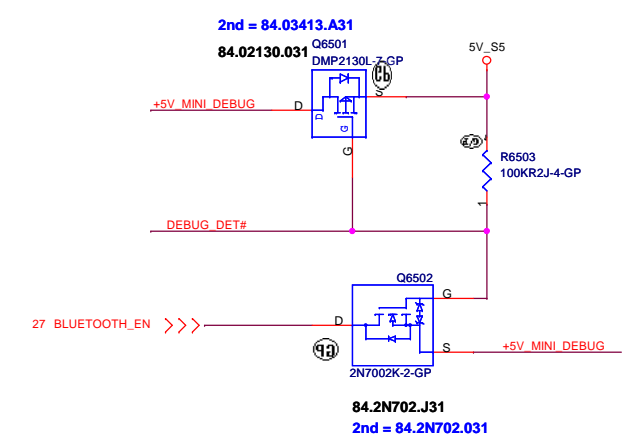 2nd = 84.03413.A31
84.02130.031
Q6501
DMP2130L-7-GP
5V_S5
+5V_MINI_DEBUG
D
S
D
G
G
R6503
100KR2J-4-GP
1
DEBUG_DET#
Q6502
G
27 BLUETOOTH_EN
D
S
+5V_MINI_DEBUG
2N7002K-2-GP
84.2N702.J31
2nd = 84.2N702.031